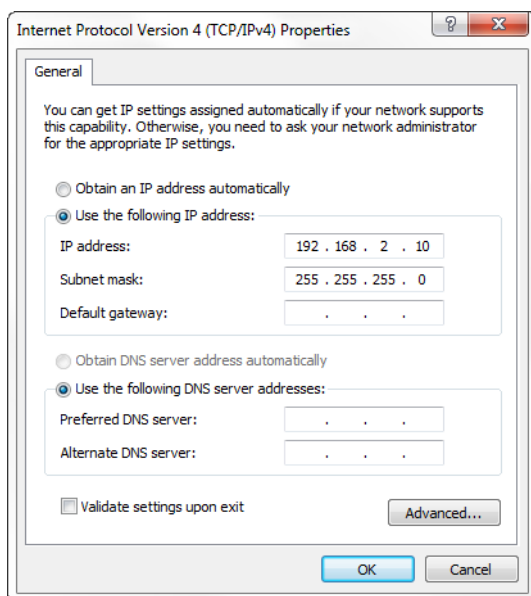 Internet Protocol Version 4 (TCP/IPv4) Properties
General
You can get IP settings assigned automatically if your network supports
this capability. Otherwise, you need to ask your network administrator
for the appropriate IP settings.
Obtain an IP address automatically
Use the following IP address:
IP address: 192 . 168 . 2 . 10
Subnet mask: 255 . 255 . 255 . 0
Default gateway: . . .
Obtain DNS server address automatically
Use the following DNS server addresses:
Preferred DNS server: . . .
Alternate DNS server: . . .
Validate settings upon exit
Advanced...
OK Cancel